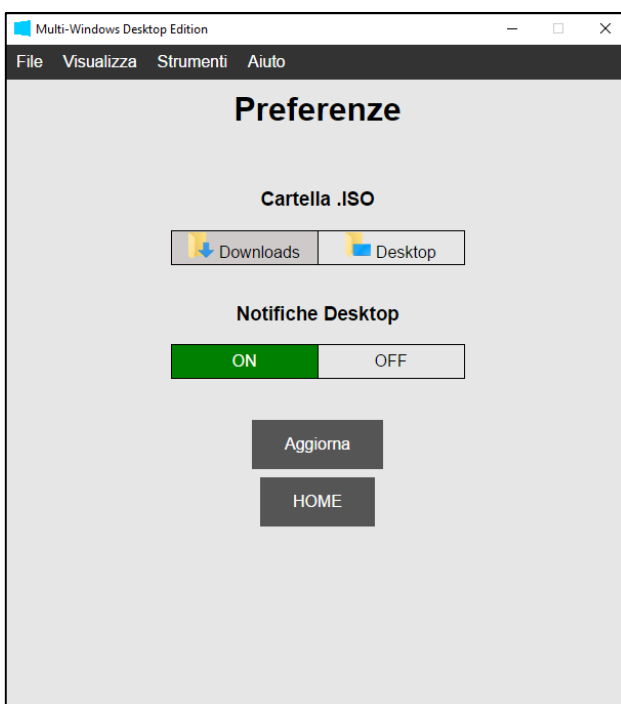 Multi-Windows Desktop Edition
File Visualizza Strumenti Aiuto
Preferenze
Cartella .ISO
Downloads Desktop
Notifiche Desktop
ON OFF
Aggiorna
HOME